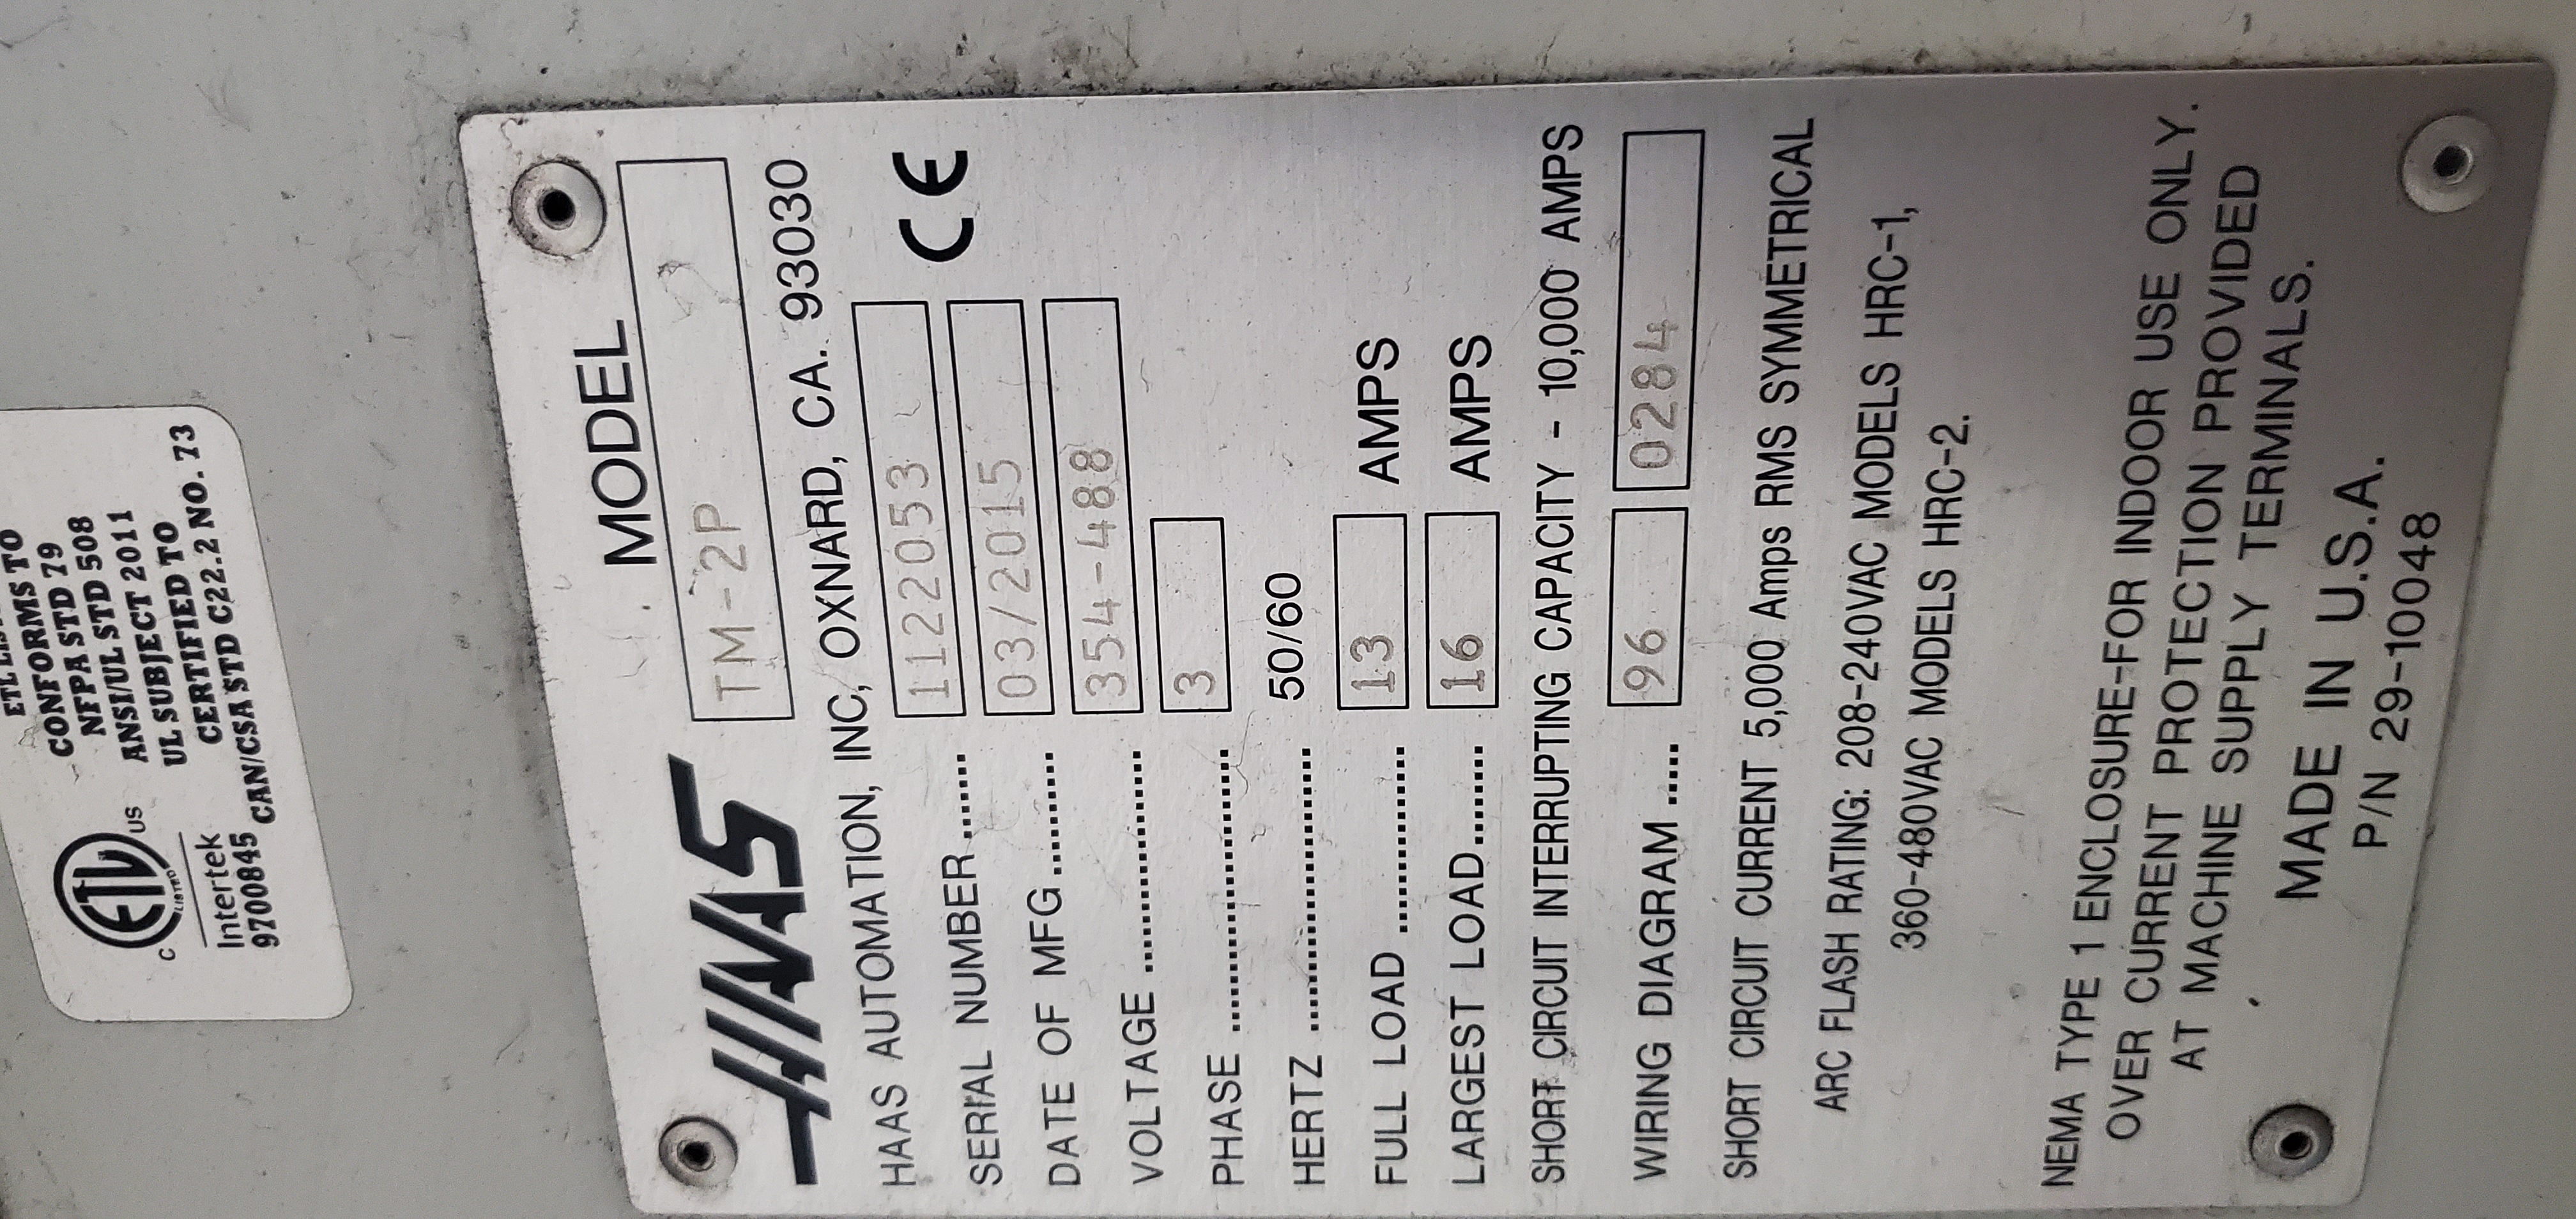 CONFORMS TO
CONFORMS STD 79
NFPA STD 508
ANSI/UL STD 2011
UL SUBJECT TO
CERTIFIED TO
CAN/CSA STD C22.2 NO. 73
C ETL US
LISTED
Intertek
9700845
HAAS MODEL
TM-2P
HAAS AUTOMATION, INC, OXNARD, CA. 93030
SERIAL NUMBER........ 1122053 CE
DATE OF MFG.......... 03/2015
VOLTAGE .................. 354-488
PHASE ....................... 3
HERTZ ....................... 50/60
FULL LOAD ............... 13 AMPS
LARGEST LOAD........ 16 AMPS
SHORT CIRCUIT INTERRUPTING CAPACITY - 10,000 AMPS
WIRING DIAGRAM ..... 96 0284
SHORT CIRCUIT CURRENT 5,000 Amps RMS SYMMETRICAL
ARC FLASH RATING: 208-240VAC MODELS HRC-1,
360-480VAC MODELS HRC-2.
NEMA TYPE 1 ENCLOSURE-FOR INDOOR USE ONLY.
OVER CURRENT PROTECTION PROVIDED
AT MACHINE SUPPLY TERMINALS.
MADE IN U.S.A.
P/N 29-10048